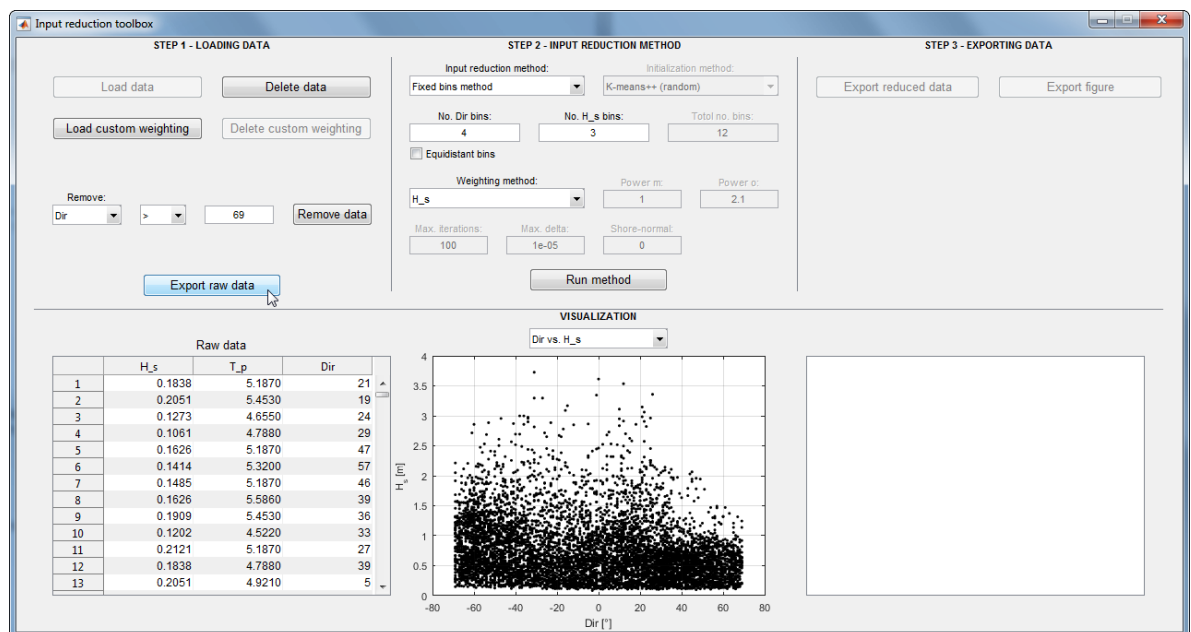 Input reduction toolbox
STEP 1 - LOADING DATA
Load data
Delete data
Load custom weighting
Delete custom weighting
Remove:
Dir > 69 Remove data
Export raw data
STEP 2 - INPUT REDUCTION METHOD
Input reduction method: Initialization method:
Fixed bins method K-means++ (random)
No. Dir bins: No. H_s bins: Totol no. bins:
4 3 12
Equidistant bins
Weighting method: Power m: Power o:
H_s 1 2.1
Max. iterations: Max. delta: Shore-normal:
100 1e-05 0
Run method
STEP 3 - EXPORTING DATA
Export reduced data Export figure
VISUALIZATION
Raw data
H_s T_p Dir
1 0.1838 5.1870 21
2 0.2051 5.4530 19
3 0.1273 4.6550 24
4 0.1061 4.7880 29
5 0.1626 5.1870 47
6 0.1414 5.3200 57
7 0.1485 5.1870 46
8 0.1626 5.5860 39
9 0.1909 5.4530 36
10 0.1202 4.5220 33
11 0.2121 5.1870 27
12 0.1838 4.7880 39
13 0.2051 4.9210 5
Dir vs. H_s
4
3.5
3
2.5
2
1.5
1
0.5
0
H_s [m]
-80 -60 -40 -20 0 20 40 60 80
Dir [°]